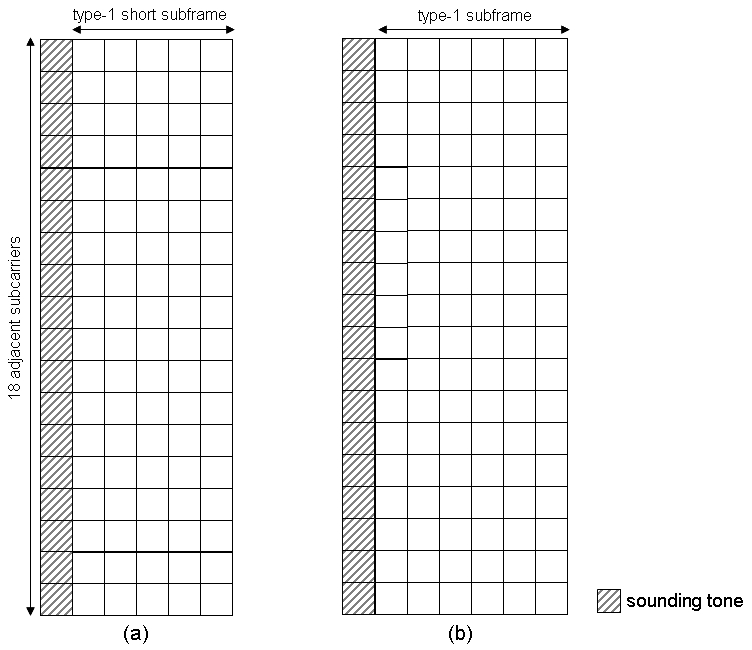 type-1 short subframe
type-1 subframe
18 adjacent subcarriers
sounding tone
(a)
(b)